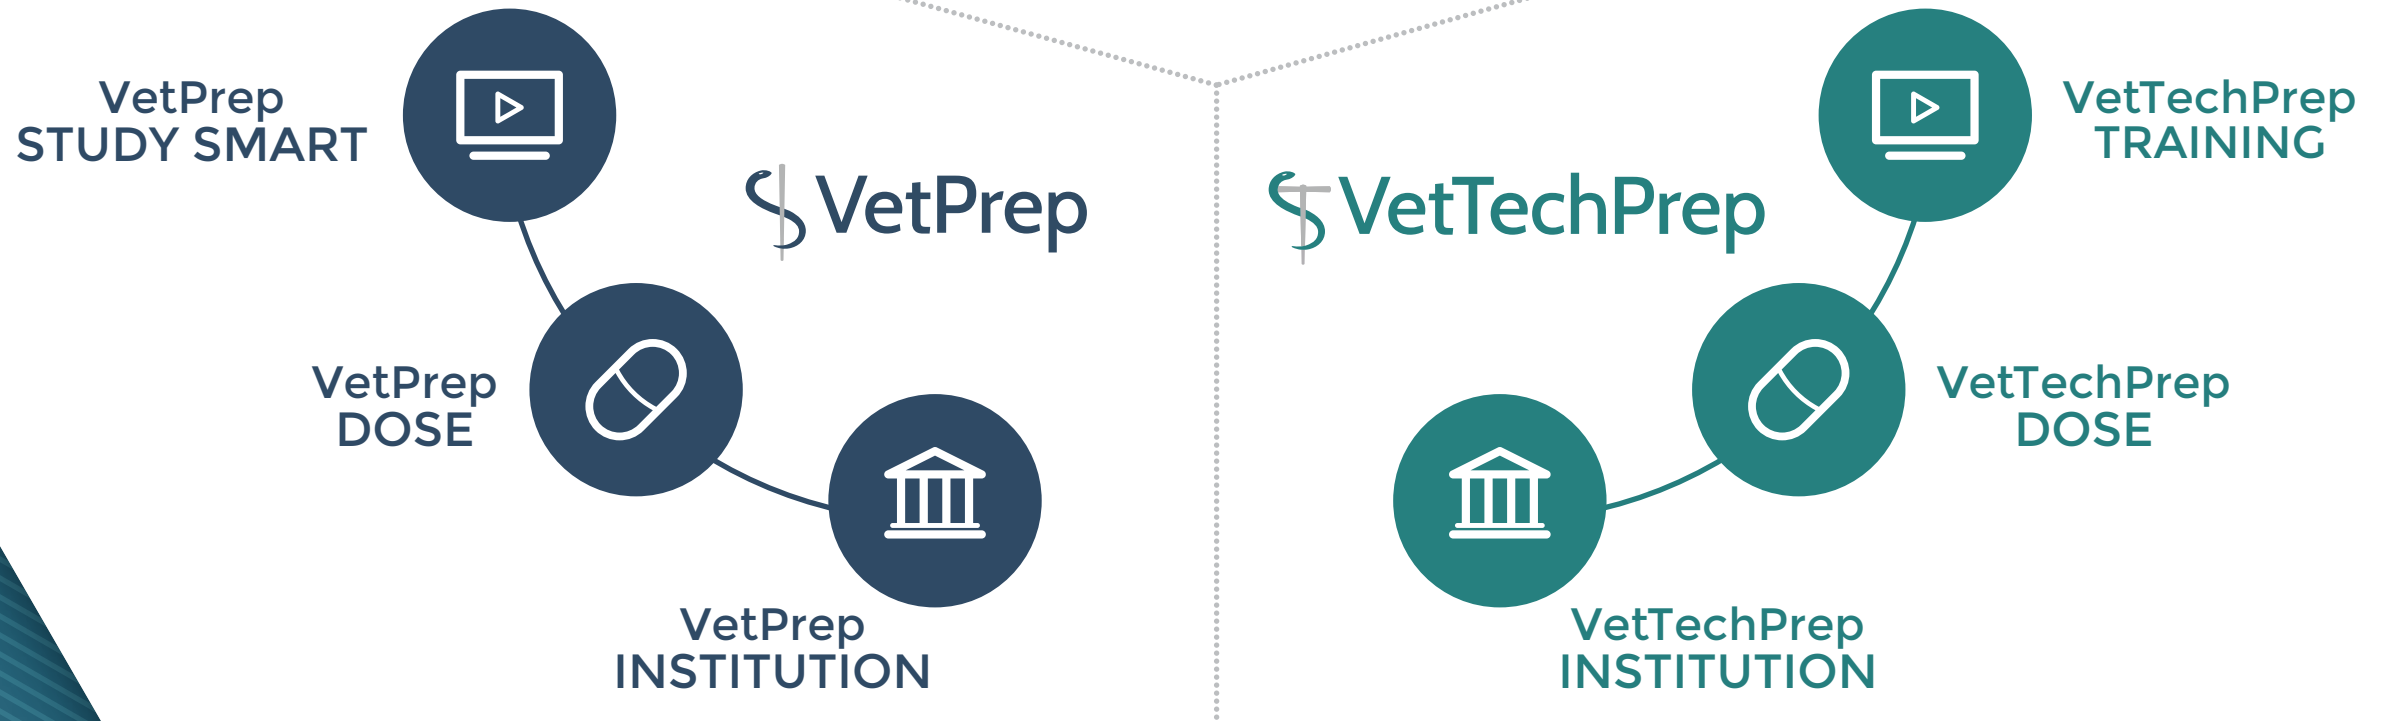 VetPrep
STUDY SMART
VetPrep
VetPrep
DOSE
VetPrep
INSTITUTION
VetTechPrep
VetTechPrep
TRAINING
VetTechPrep
DOSE
VetTechPrep
INSTITUTION